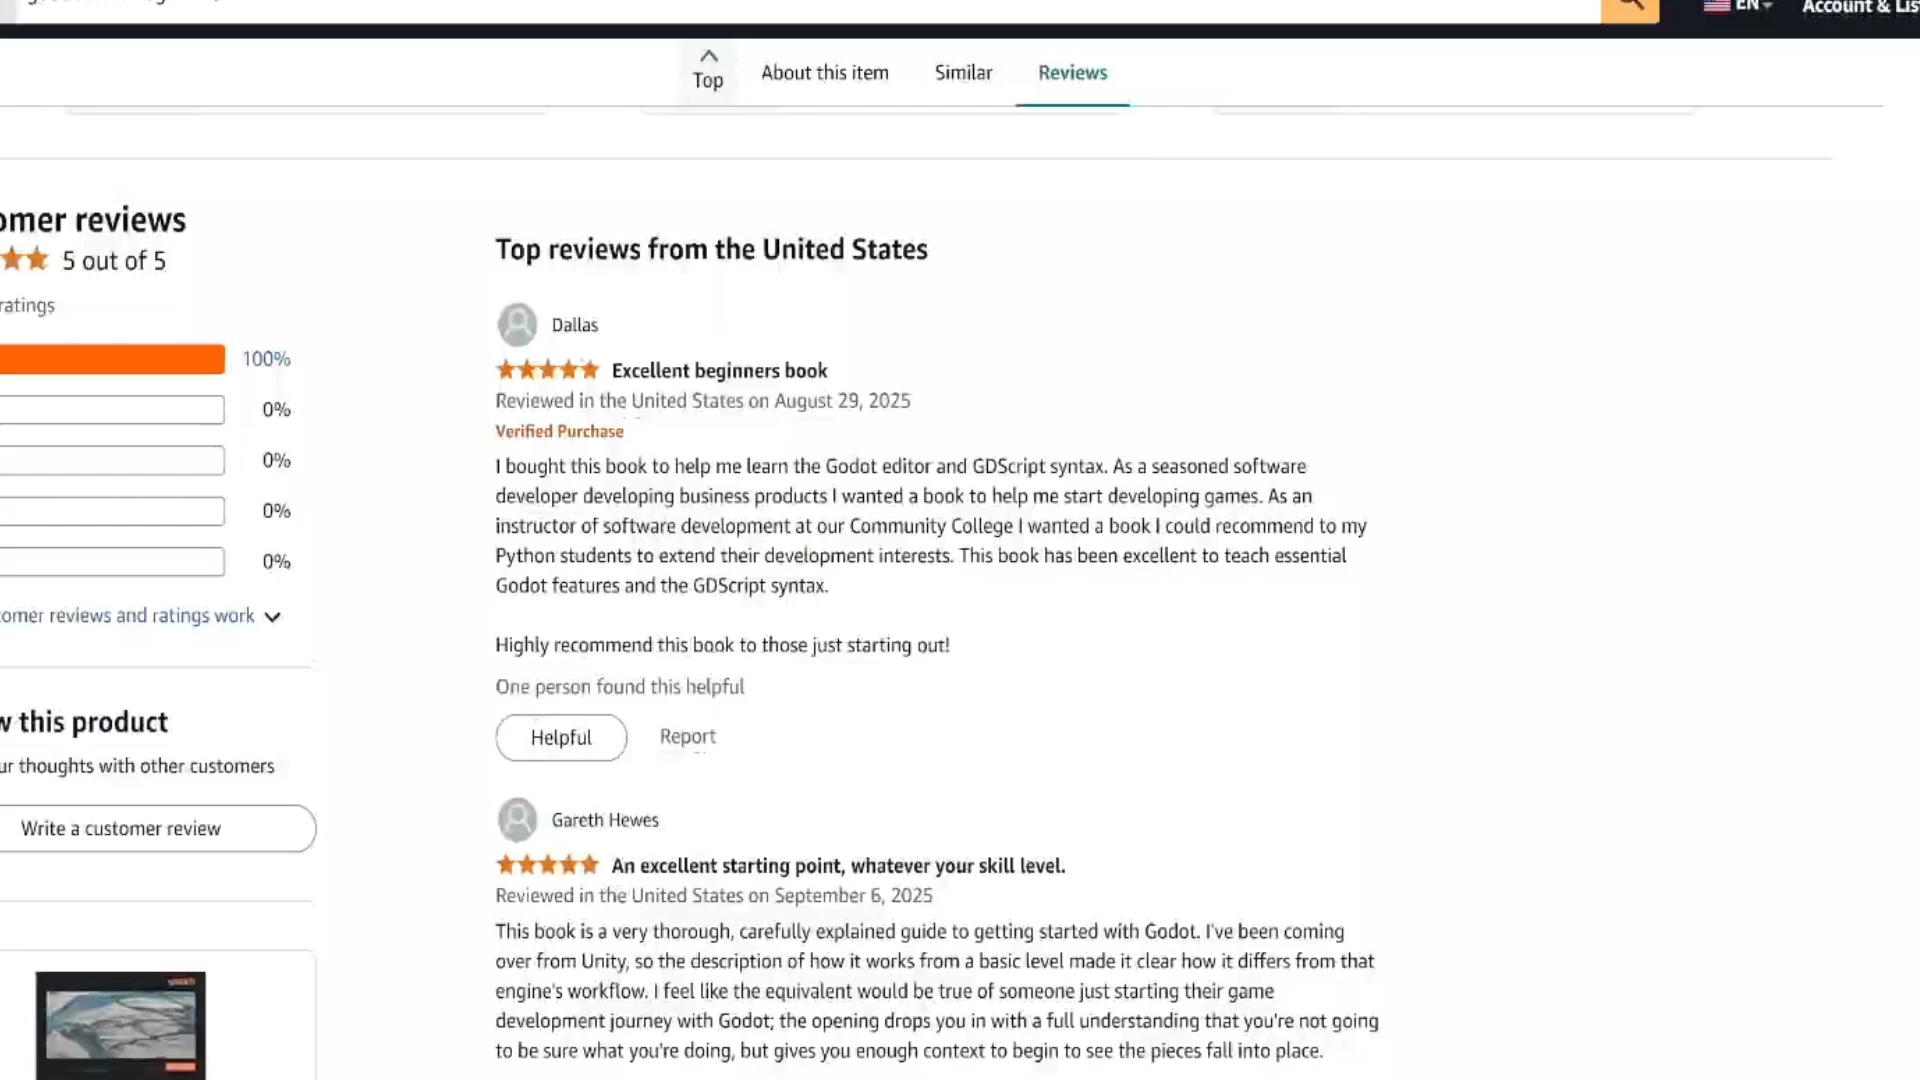 EN
Account & Lis
Top
About this item
Similar
Reviews
omer reviews
5 out of 5
ratings
100%
0%
0%
0%
0%
omer reviews and ratings work
w this product
ur thoughts with other customers
Write a customer review
Top reviews from the United States
Dallas
Excellent beginners book
Reviewed in the United States on August 29, 2025
Verified Purchase
I bought this book to help me learn the Godot editor and GDScript syntax. As a seasoned software
developer developing business products I wanted a book to help me start developing games. As an
instructor of software development at our Community College I wanted a book I could recommend to my
Python students to extend their development interests. This book has been excellent to teach essential
Godot features and the GDScript syntax.
Highly recommend this book to those just starting out!
One person found this helpful
Helpful
Report
Gareth Hewes
An excellent starting point, whatever your skill level.
Reviewed in the United States on September 6, 2025
This book is a very thorough, carefully explained guide to getting started with Godot. I've been coming
over from Unity, so the description of how it works from a basic level made it clear how it differs from that
engine's workflow. I feel like the equivalent would be true of someone just starting their game
development journey with Godot; the opening drops you in with a full understanding that you're not going
to be sure what you're doing, but gives you enough context to begin to see the pieces fall into place.